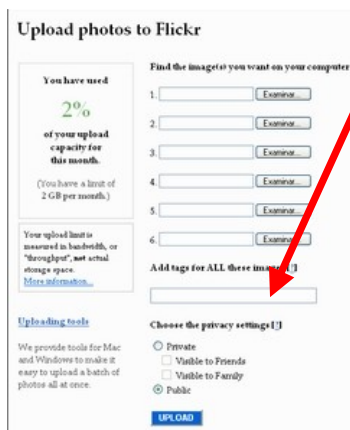 Upload photos to Flickr
You have used
2%
of your upload
capacity for
this month.
(You have a limit of
2 GB per month.)
Your upload limit is
measured in bandwidth, or
"throughput", not actual
storage space.
More information...
Uploading tools
We provide tools for Mac
and Windows to make it
easy to upload a batch of
photos all at once.
Find the image(s) you want on your computer
1. Examinar...
2. Examinar...
3. Examinar...
4. Examinar...
5. Examinar...
6. Examinar...
Add tags for ALL these images [?]
Choose the privacy settings [?]
Private
Visible to Friends
Visible to Family
Public
UPLOAD